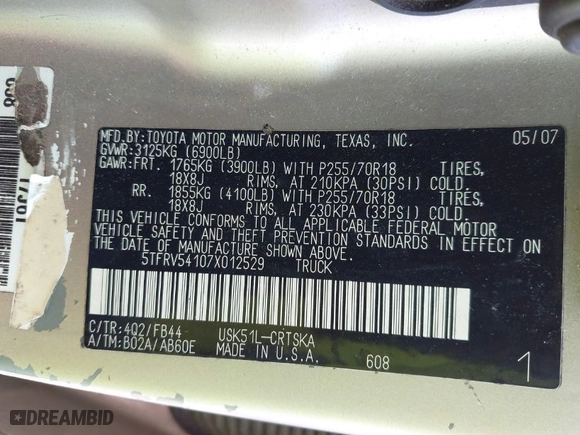 MFD.BY:TOYOTA MOTOR MANUFACTURING, TEXAS, INC. 05/07
GVWR:3125KG (6900LB)
GAWR:FRT. 1765KG (3900LB) WITH P255/70R18 TIRES,
18X8J RIMS, AT 210KPA (30PSI) COLD.
RR. 1855KG (4100LB) WITH P255/70R18 TIRES,
18X8J RIMS, AT 230KPA (33PSI) COLD.
THIS VEHICLE CONFORMS TO ALL APPLICABLE FEDERAL MOTOR
VEHICLE SAFETY AND THEFT PREVENTION STANDARDS IN EFFECT ON
THE DATE OF MANUFACTURE SHOWN ABOVE.
5TFRV54107X012529 TRUCK
C/TR:4Q2/FB44 USK51L-CRTSKA
A/TM:B02A/AB60E MADE IN U.S.A. 608 1
DREAMBID